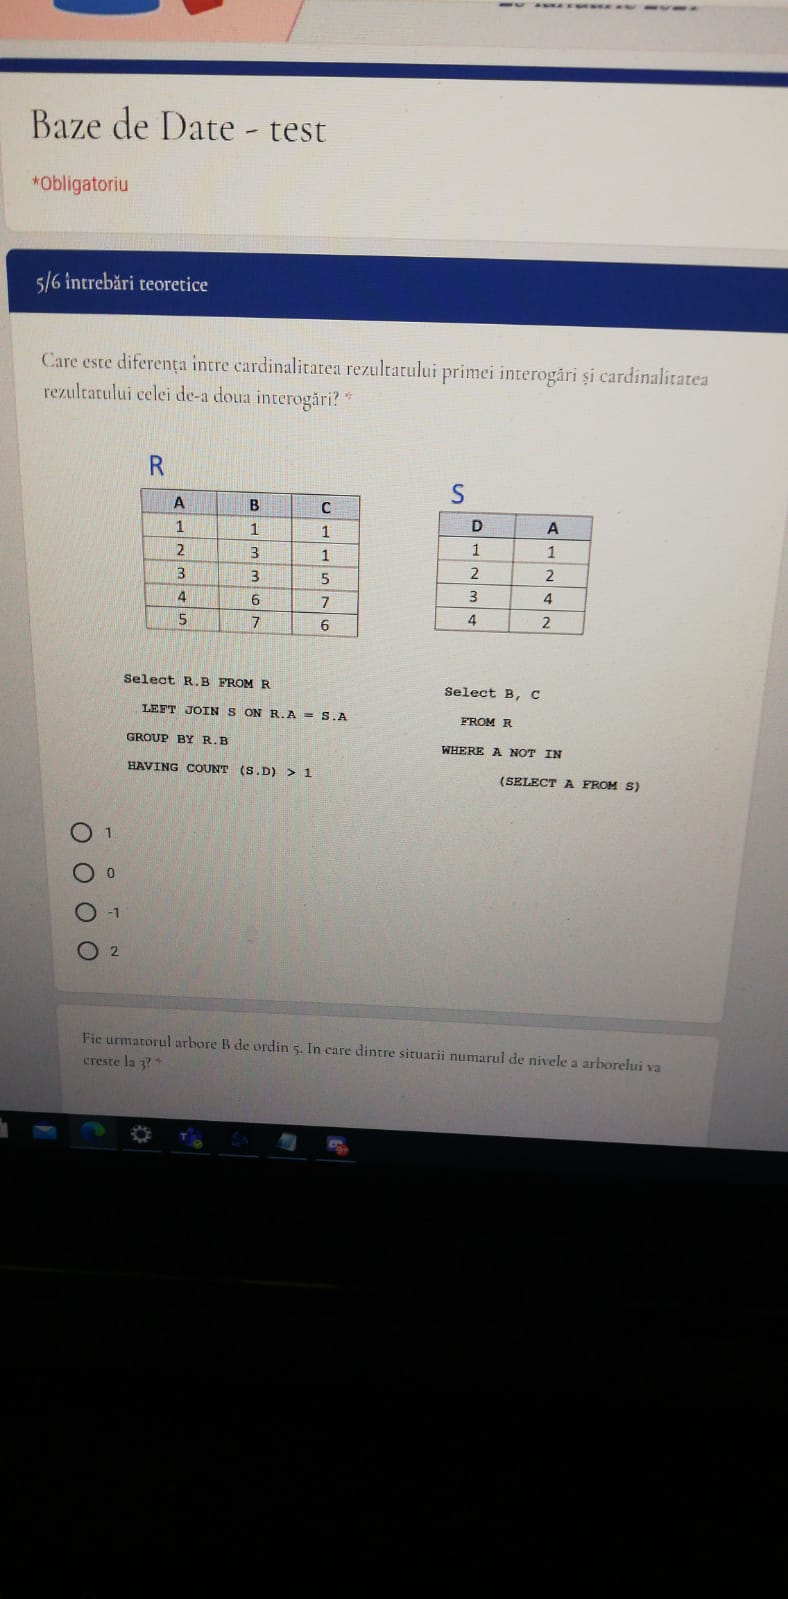 Baze de Date - test
*Obligatoriu
5/6 întrebări teoretice
Care este diferența între cardinalitatea rezultatului primei interogări și cardinalitatea
rezultatului celei de-a doua interogări? *
R
A B C
1 1 1
2 3 1
3 3 5
4 6 7
5 7 6
S
D A
1 1
2 2
3 4
4 2
Select R.B FROM R
LEFT JOIN S ON R.A = S.A
GROUP BY R.B
HAVING COUNT (S.D) > 1
Select B, C
FROM R
WHERE A NOT IN
(SELECT A FROM S)
1
0
-1
2
Fie urmatorul arbore B de ordin 5. In care dintre situatii numarul de nivele a arborelui va
creste la 3? *